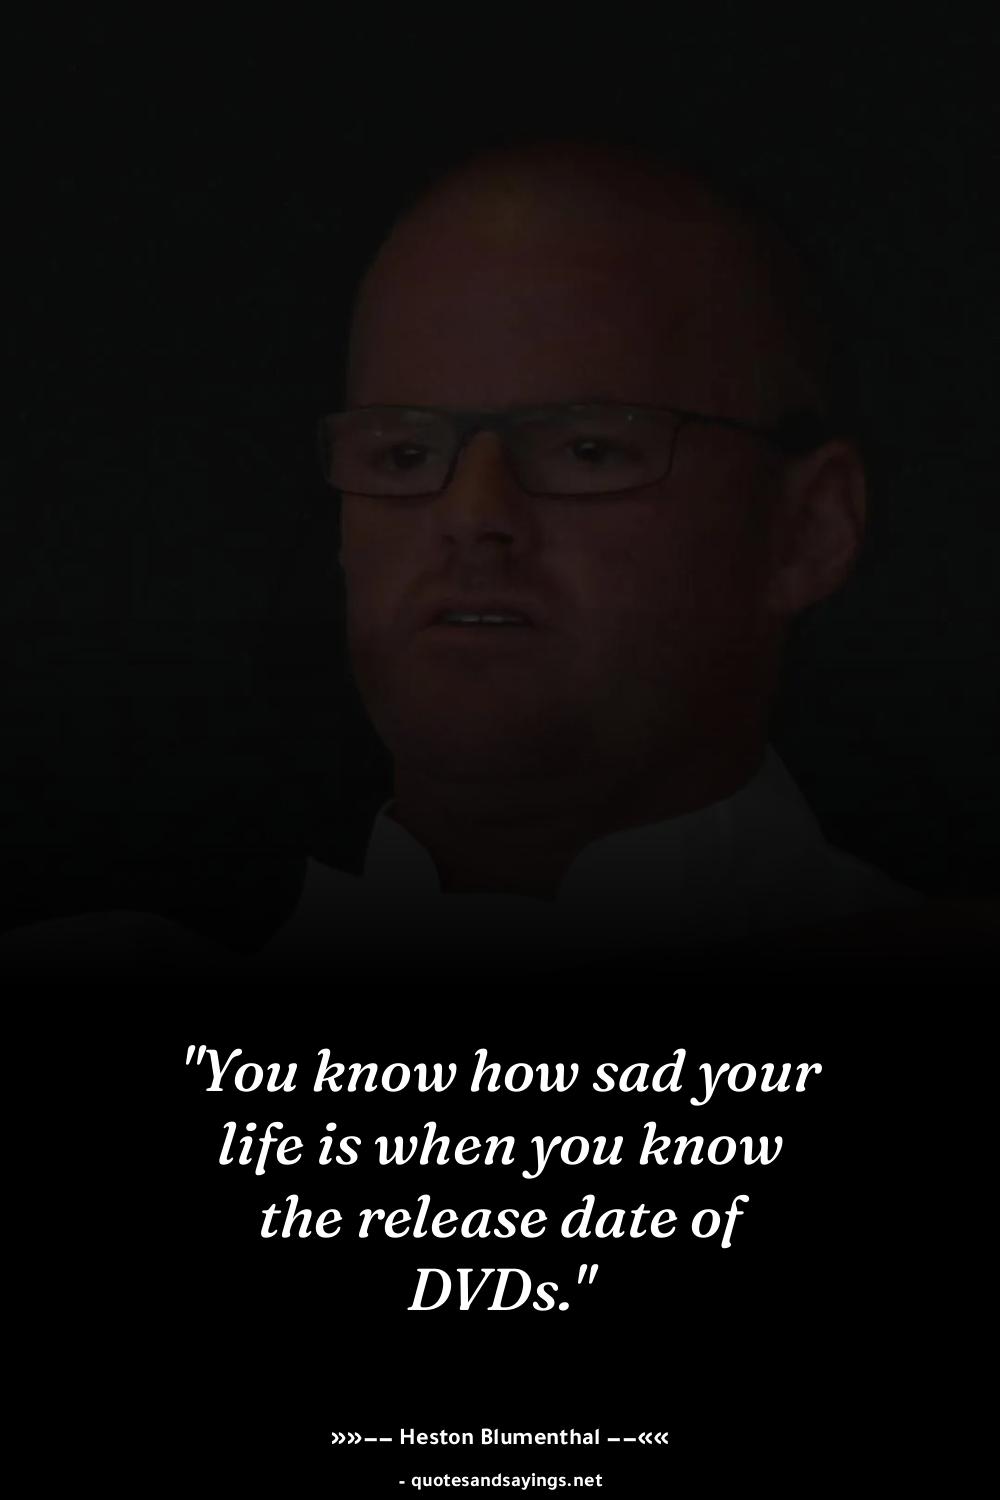 "You know how sad your
life is when you know
the release date of
DVDs."
»»–– Heston Blumenthal ––««
- quotesandsayings.net